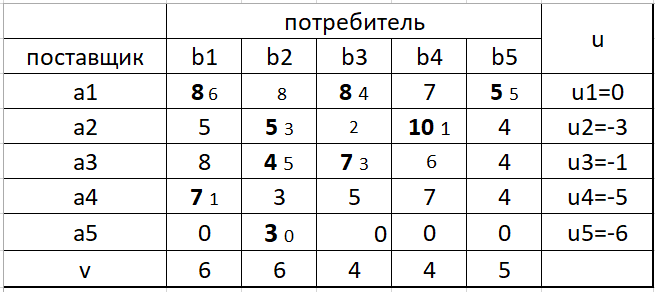 потребитель u
поставщик b1 b2 b3 b4 b5
a1 8 6 8 8 4 7 5 5 u1=0
a2 5 5 3 2 10 1 4 u2=-3
a3 8 4 5 7 3 6 4 u3=-1
a4 7 1 3 5 7 4 u4=-5
a5 0 3 0 0 0 0 u5=-6
v 6 6 4 4 5